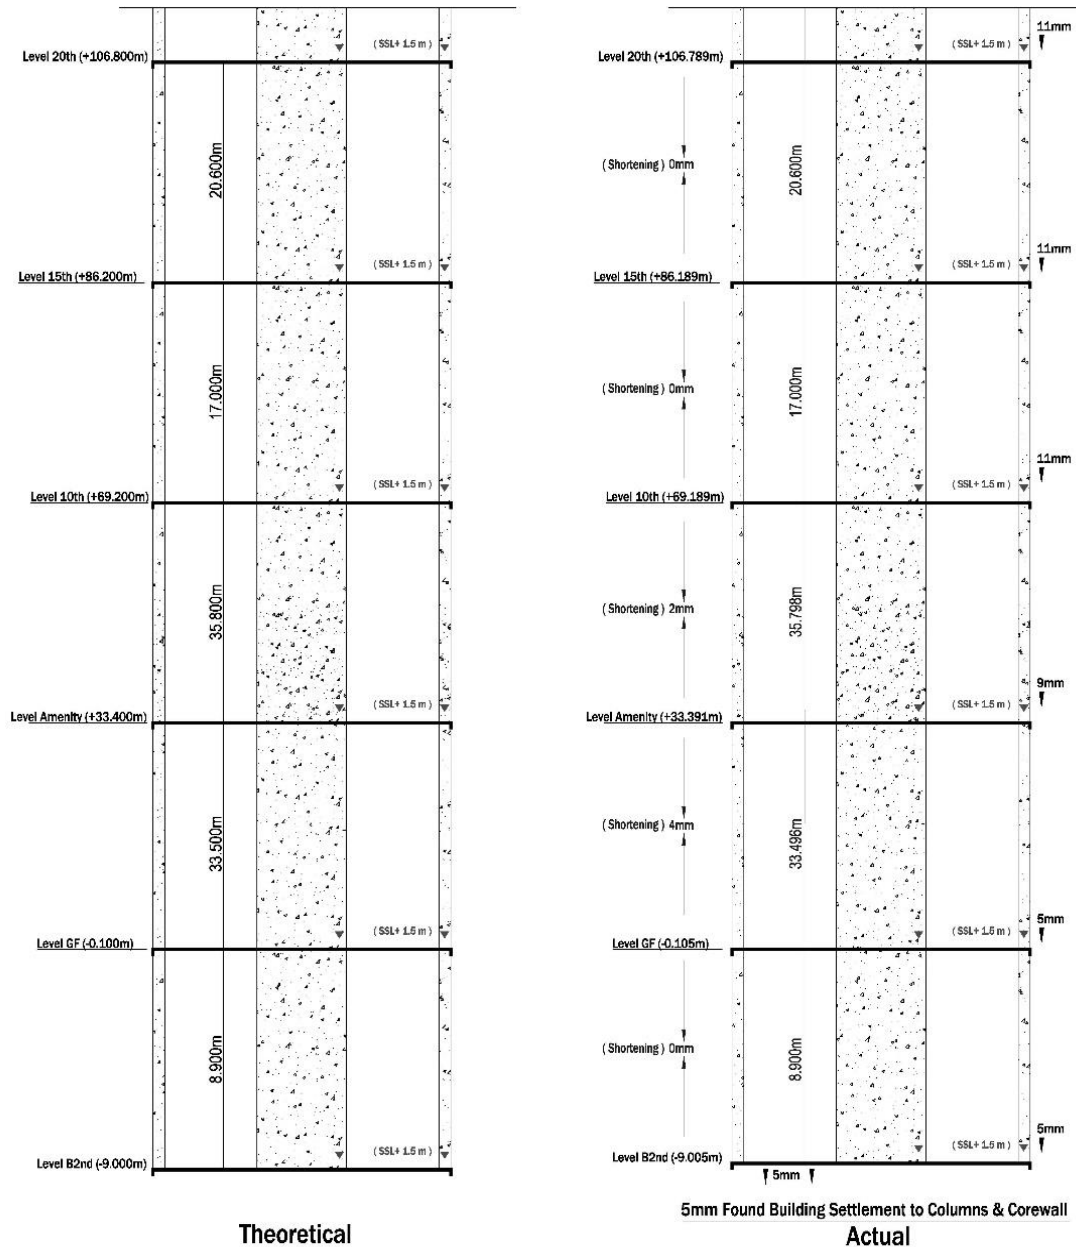 11mm
( SSL+ 1.5 m )
( SSL+ 1.5 m )
Level 20th (+106.800m)
Level 20th (+106.789m)
20.600m
( Shortening ) 0mm
20.600m
11mm
( SSL+ 1.5 m )
( SSL+ 1.5 m )
Level 15th (+86.200m)
Level 15th (+86.189m)
17.000m
( Shortening ) 0mm
17.000m
11mm
( SSL+ 1.5 m )
( SSL+ 1.5 m )
Level 10th (+69.200m)
Level 10th (+69.189m)
35.800m
( Shortening ) 2mm
35.798m
9mm
( SSL+ 1.5 m )
( SSL+ 1.5 m )
Level Amenity (+33.400m)
Level Amenity (+33.391m)
33.500m
( Shortening ) 4mm
33.496m
5mm
( SSL+ 1.5 m )
( SSL+ 1.5 m )
Level GF (-0.100m)
Level GF (-0.105m)
8.900m
( Shortening ) 0mm
8.900m
5mm
( SSL+ 1.5 m )
( SSL+ 1.5 m )
Level B2nd (-9.000m)
Level B2nd (-9.005m)
5mm
5mm Found Building Settlement to Columns & Corewall
Theoretical
Actual